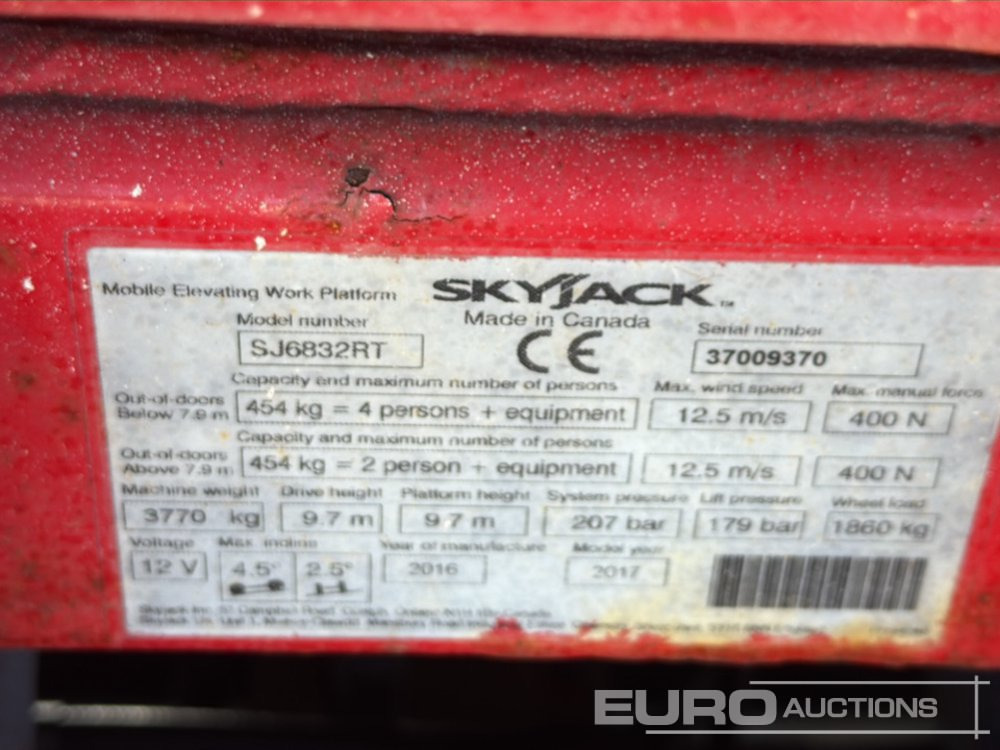 Mobile Elevating Work Platform SKYJACK™
Model number Made in Canada Serial number
SJ6832RT CE 37009370
Capacity and maximum number of persons Max. wind speed Max. manual force
Out-of-doors Below 7.9 m 454 kg = 4 persons + equipment 12.5 m/s 400 N
Capacity and maximum number of persons
Out-of-doors Above 7.9 m 454 kg = 2 person + equipment 12.5 m/s 400 N
Machine weight Drive height Platform height System pressure Lift pressure Wheel load
3770 kg 9.7 m 9.7 m 207 bar 179 bar 1860 kg
Voltage Max. incline Year of manufacture Model year
12 V 4.5° 2.5° 2016 2017
Skyjack Inc. 
EURO AUCTIONS